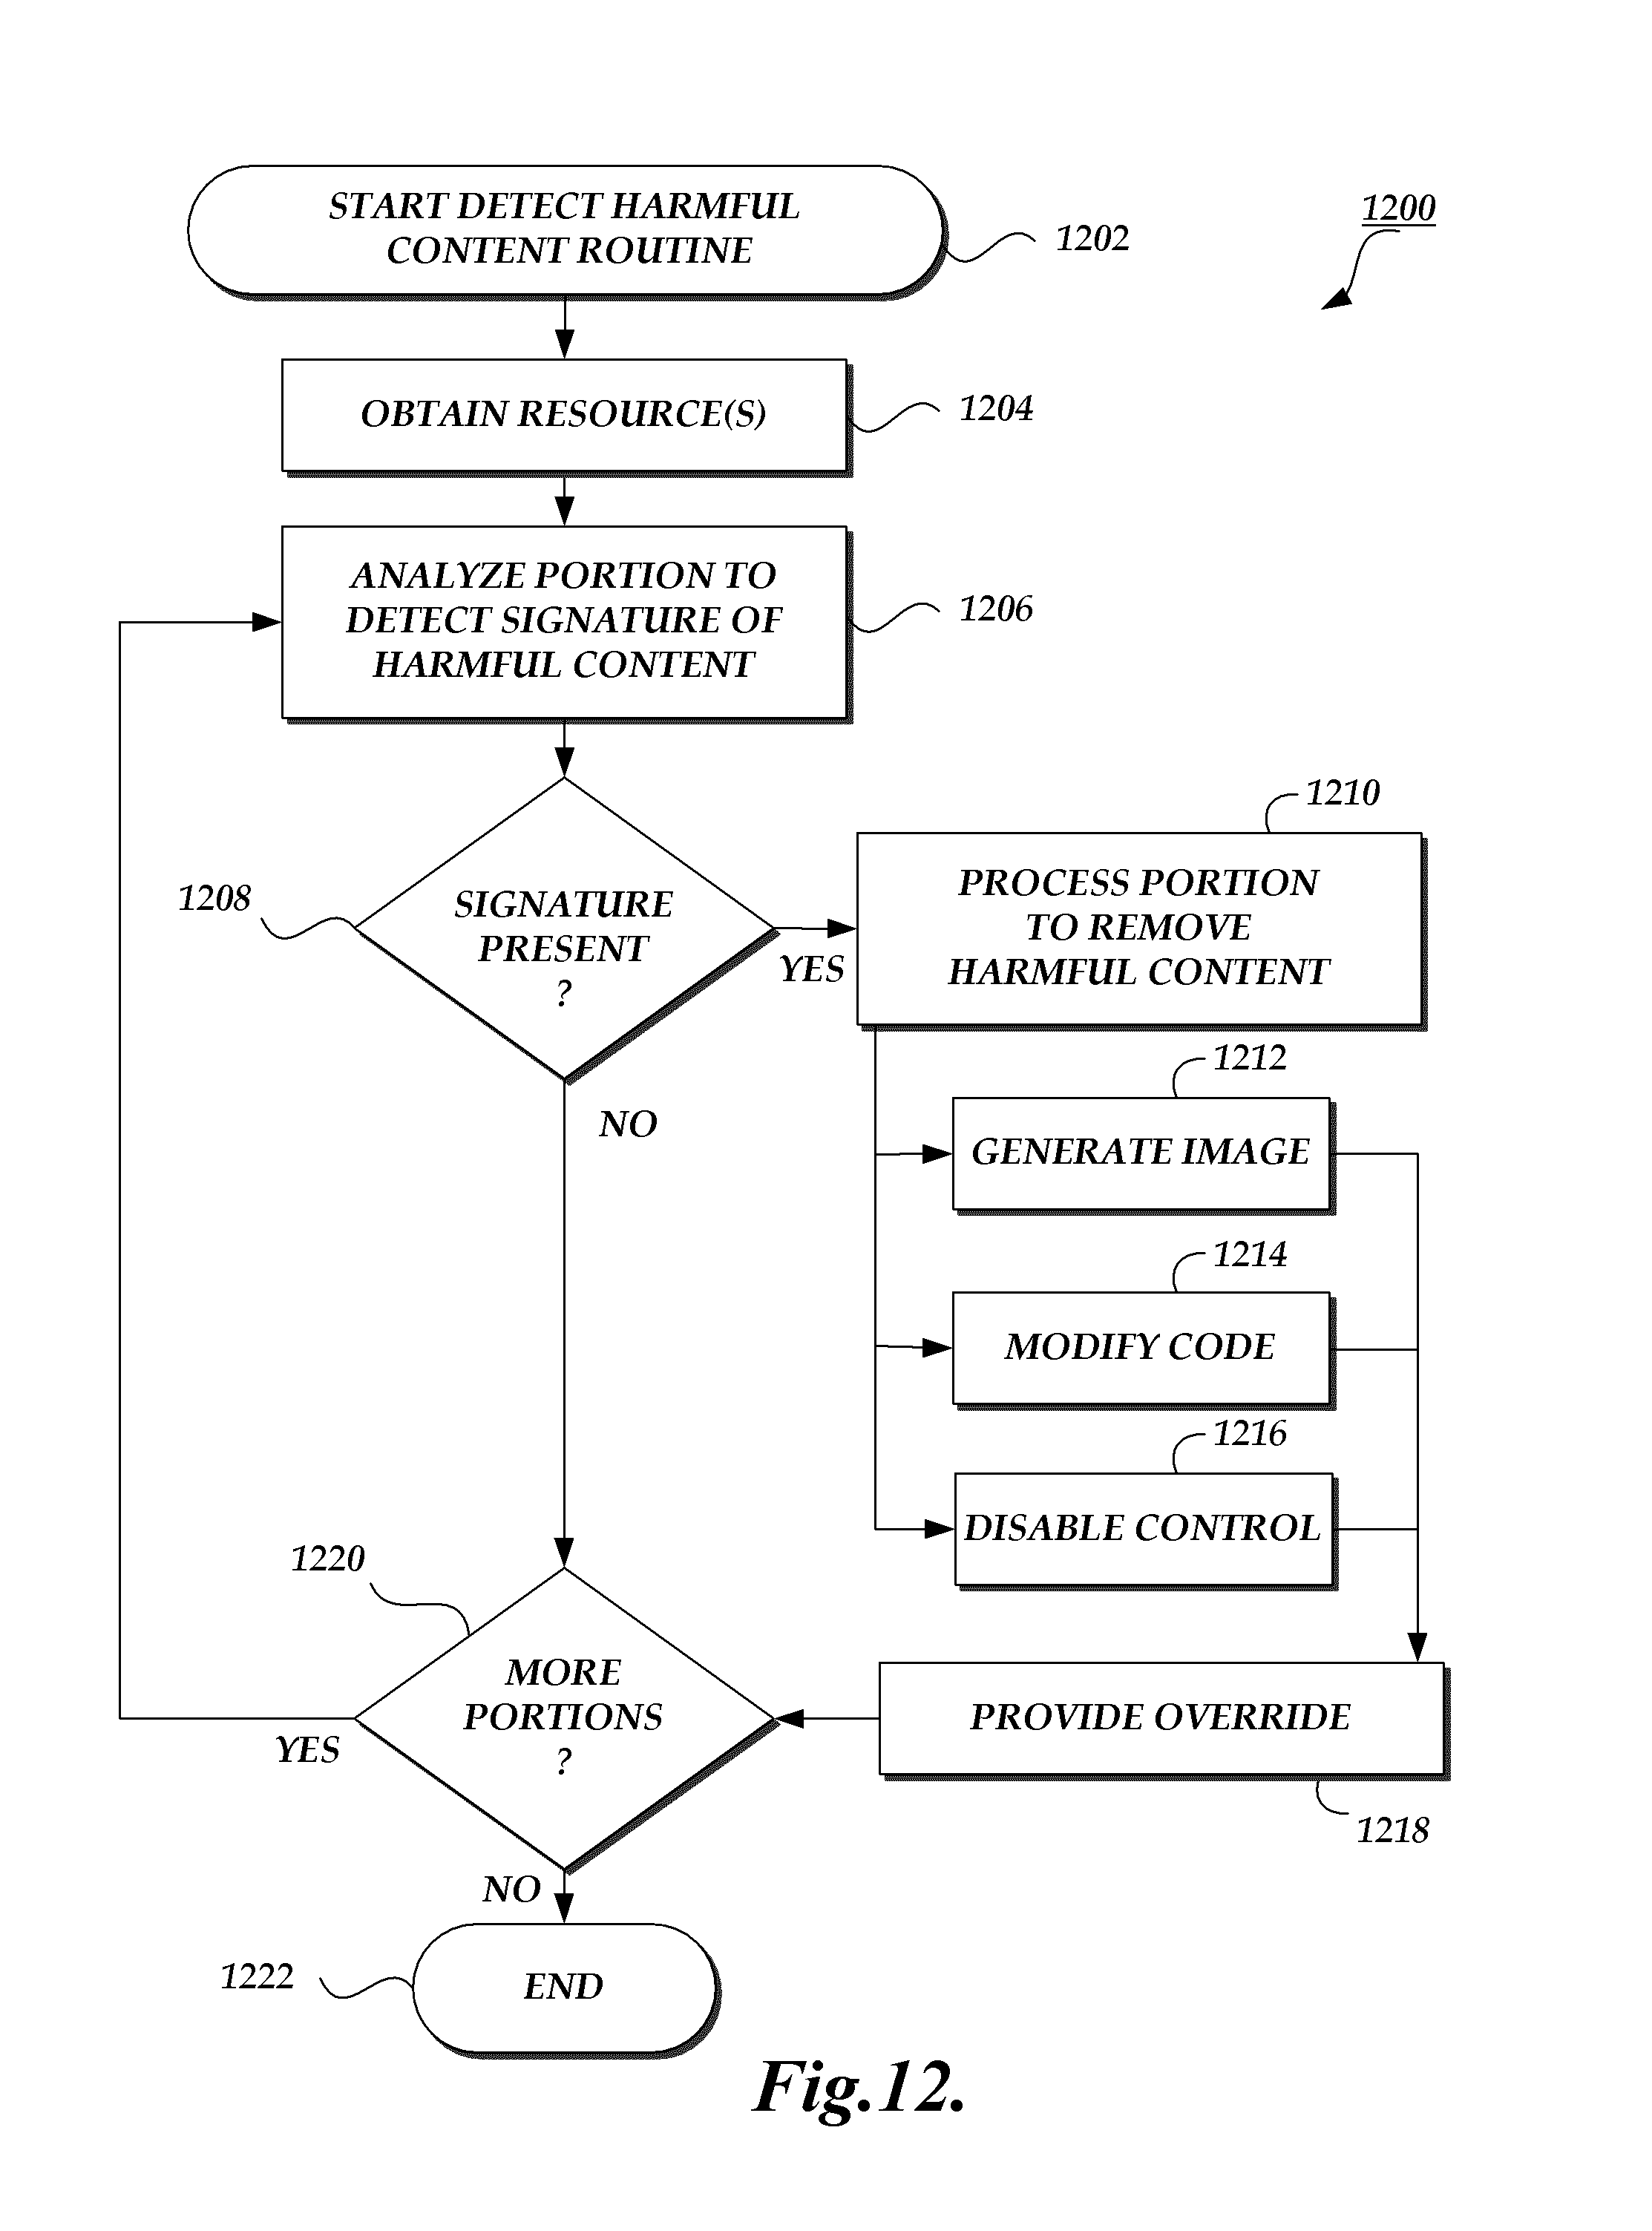 START DETECT HARMFUL
CONTENT ROUTINE
1202
1200
OBTAIN RESOURCE(S)
1204
ANALYZE PORTION TO
DETECT SIGNATURE OF
HARMFUL CONTENT
1206
1208
SIGNATURE
PRESENT
?
YES
NO
1210
PROCESS PORTION
TO REMOVE
HARMFUL CONTENT
1212
GENERATE IMAGE
1214
MODIFY CODE
1216
DISABLE CONTROL
1220
MORE
PORTIONS
?
YES
NO
PROVIDE OVERRIDE
1218
1222
END
Fig.12.